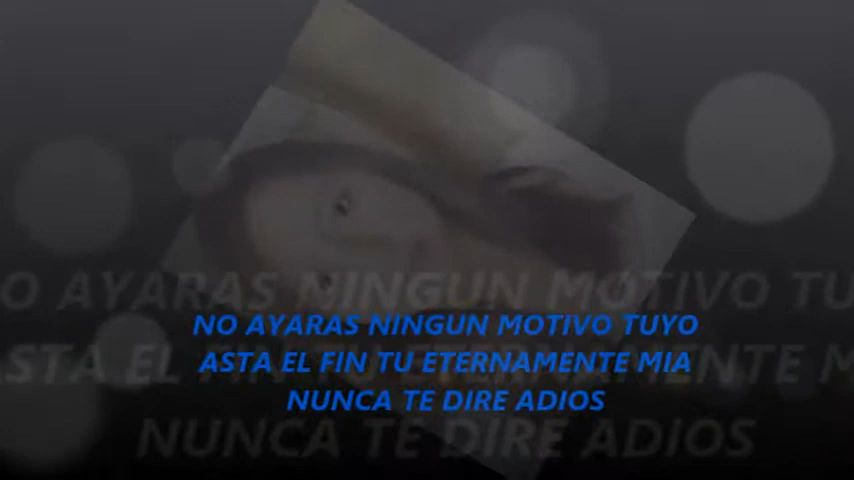 NO AYARAS NINGUN MOTIVO TUYO
ASTA EL FIN TU ETERNAMENTE MIA
NUNCA TE DIRE ADIOS